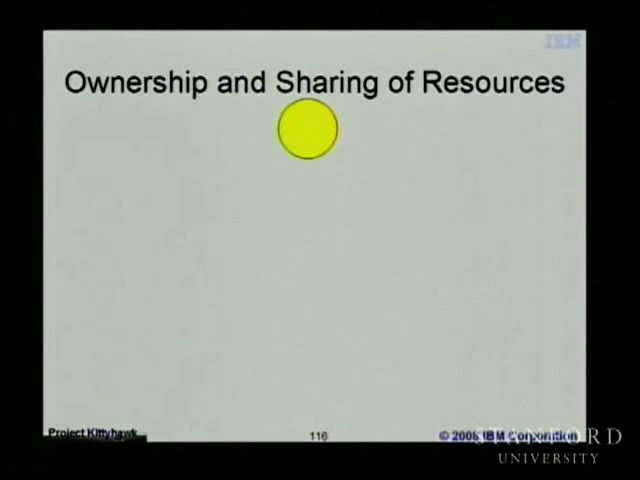 IBM
Ownership and Sharing of Resources
Project Kittyhawk
116
© 2008 IBM Corporation
STANFORD
UNIVERSITY